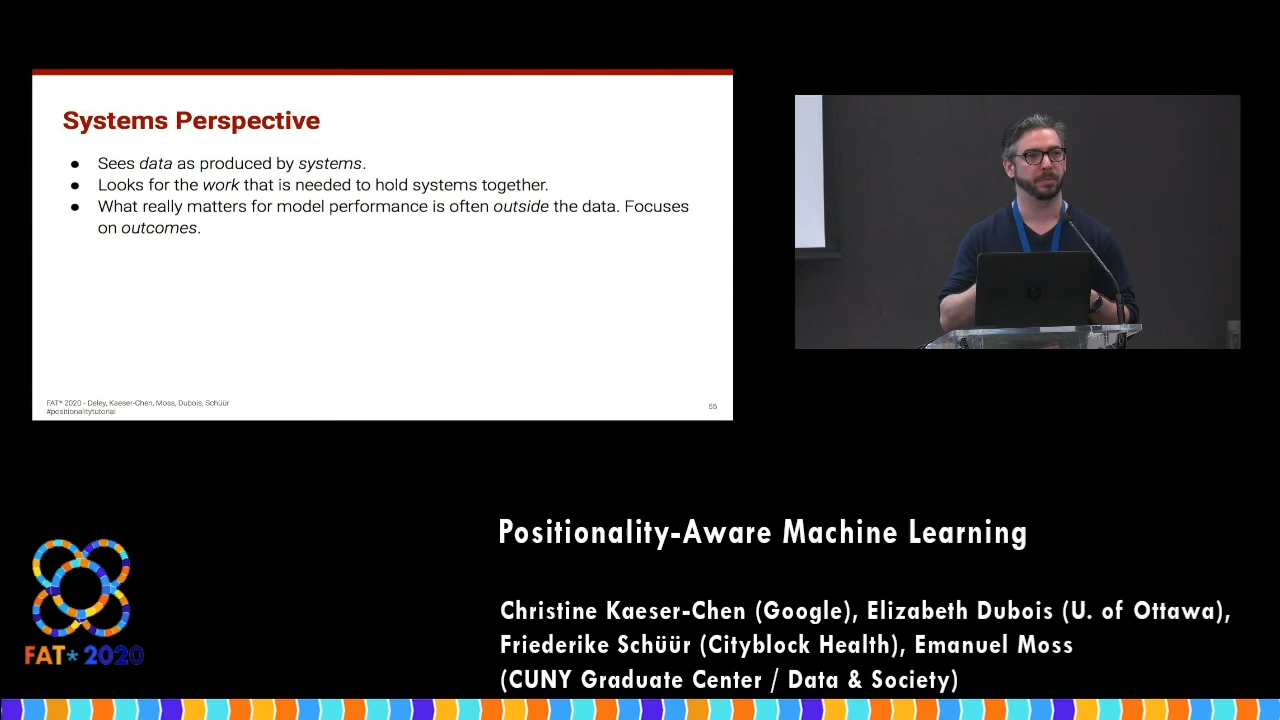 Systems Perspective
● Sees data as produced by systems.
● Looks for the work that is needed to hold systems together.
● What really matters for model performance is often outside the data. Focuses
on outcomes.
FAT* 2020 - Deley, Kaeser-Chen, Moss, Dubois, Schüür
#positionalitytutorial
55
Positionality-Aware Machine Learning
Christine Kaeser-Chen (Google), Elizabeth Dubois (U. of Ottawa),
Friederike Schüür (Cityblock Health), Emanuel Moss
(CUNY Graduate Center / Data & Society)
FAT* 2020